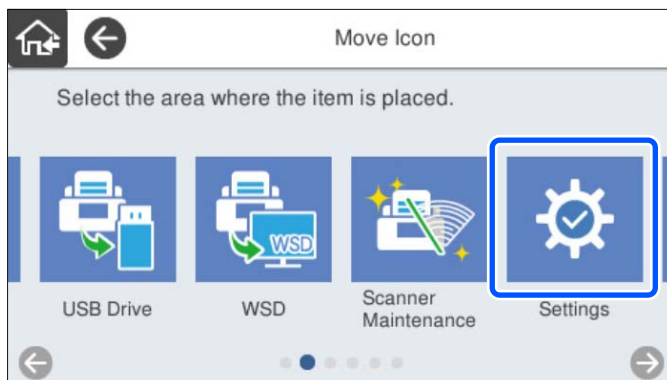 Move Icon
Select the area where the item is placed.
WSD
USB Drive
WSD
Scanner
Maintenance
Settings